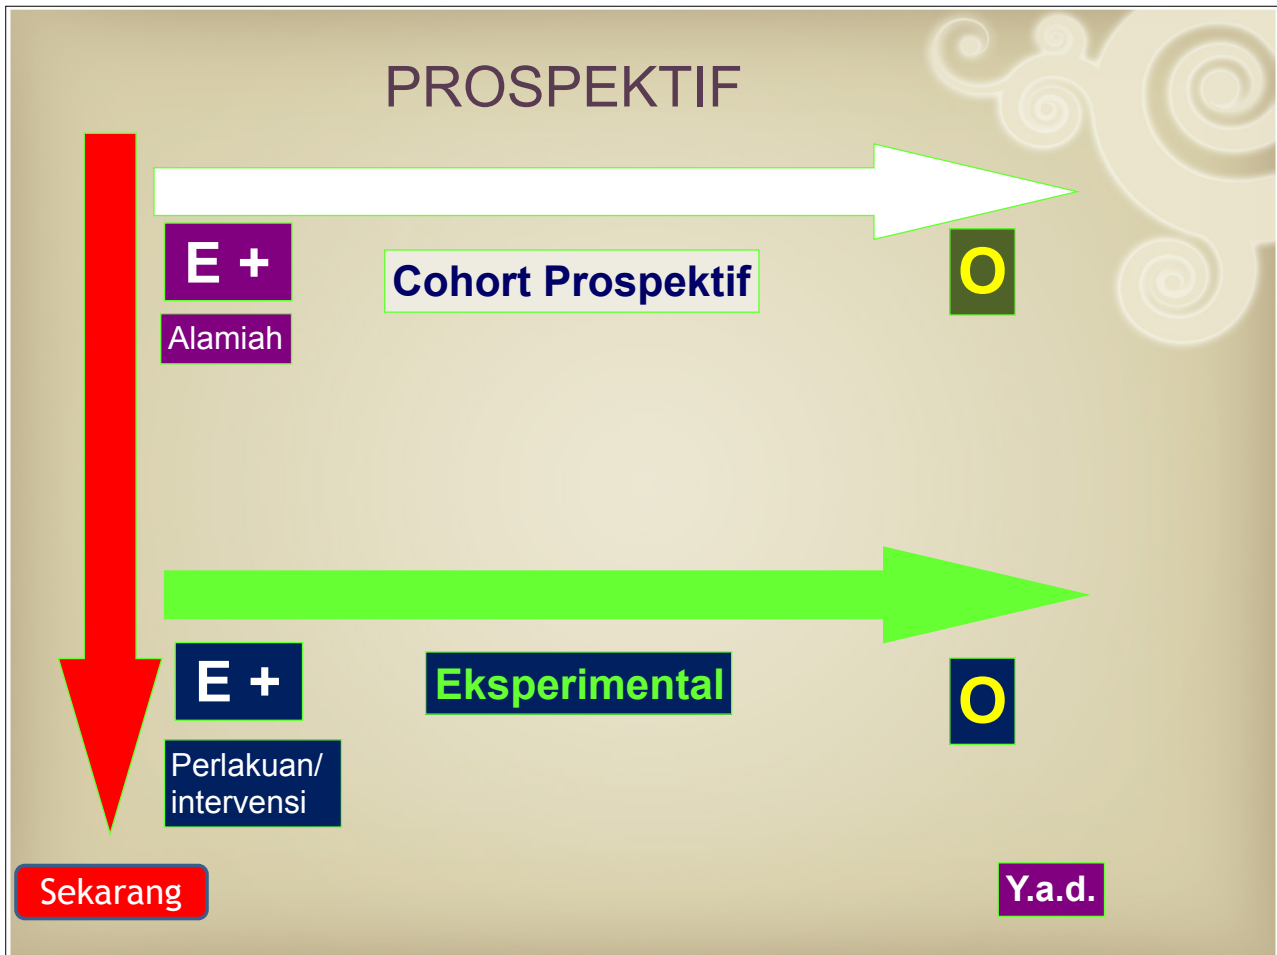 PROSPEKTIF
E +
Cohort Prospektif
O
Alamiah
E +
Eksperimental
O
Perlakuan/
intervensi
Sekarang
Y.a.d.